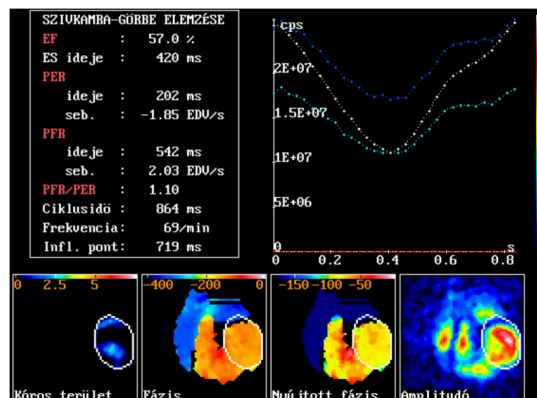 SZIVKAMRA-GÖRBE ELEMZÉSE
EF : 57.0 %
ES ideje : 420 ms
PER
ideje : 202 ms
seb. : -1.85 EDV/s
PFR
ideje : 542 ms
seb. : 2.03 EDV/s
PFR/PER : 1.10
Ciklusidö : 864 ms
Frekvencia: 69/min
Infl. pont: 719 ms
cps
2E+07
1.5E+07
1E+07
5E+06
0 s
0 0.2 0.4 0.6 0.8
0 2.5 5
-400 -200 0
-150 -100 -50
Kóros terület
Fázis
Nyújtott fázis
Amplitudó